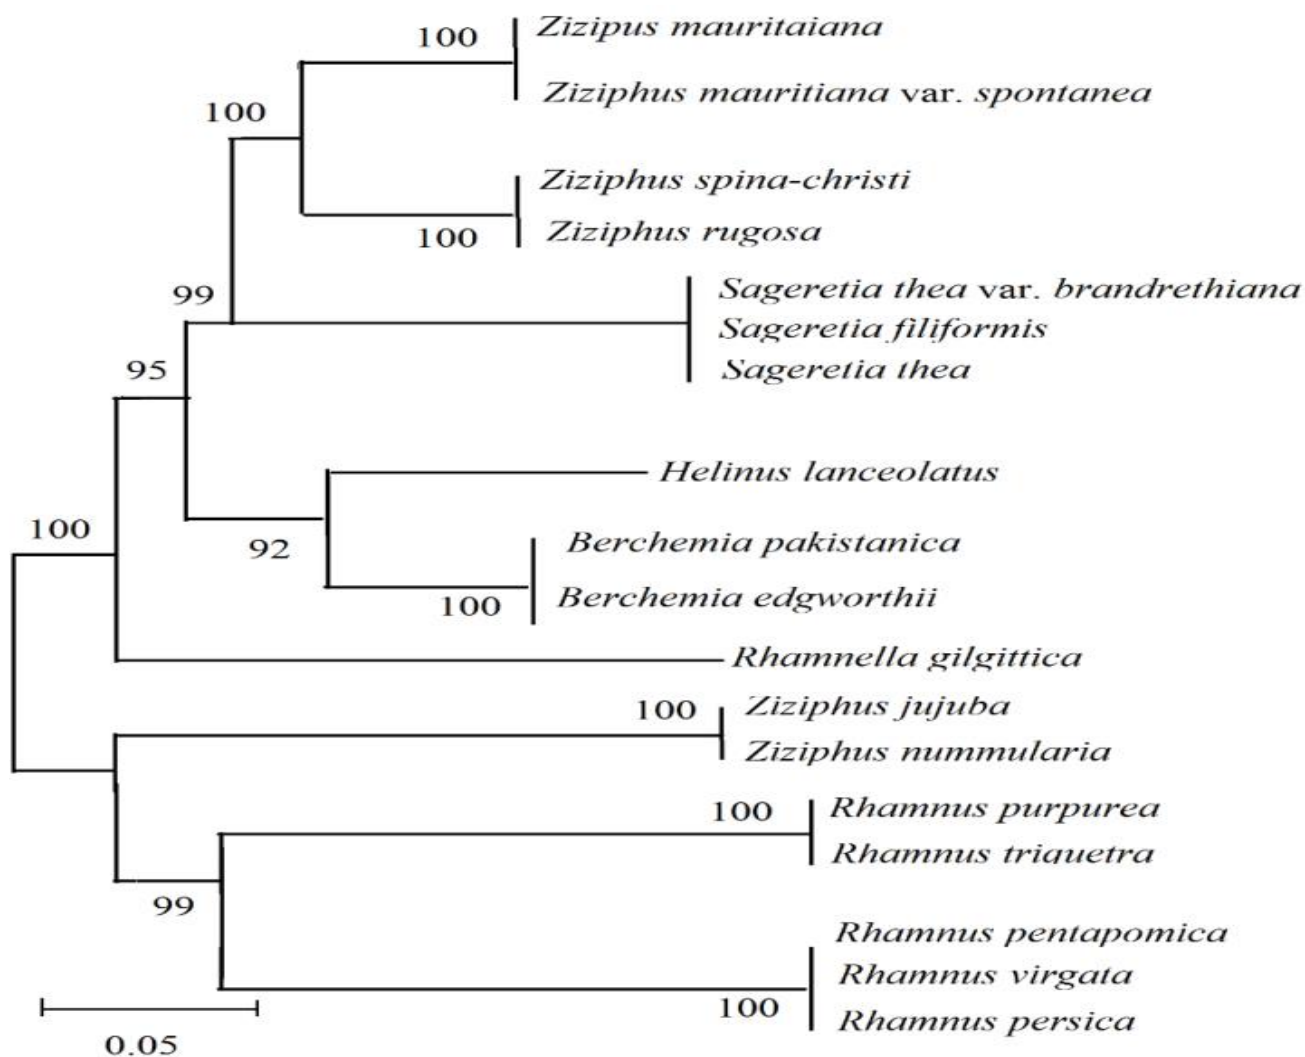 100
Zizipus mauritaiana
Ziziphus mauritiana var. spontanea
100
Ziziphus spina-christi
100
Ziziphus rugosa
99
Sageretia thea var. brandrethiana
Sageretia filiformis
95
Sageretia thea
Helinus lanceolatus
100
92
Berchemia pakistanica
100
Berchemia edgworthii
Rhamnella gilgittica
100
Ziziphus jujuba
Ziziphus nummularia
100
Rhamnus purpurea
Rhamnus triquetra
99
Rhamnus pentapomica
Rhamnus virgata
100
Rhamnus persica
0.05